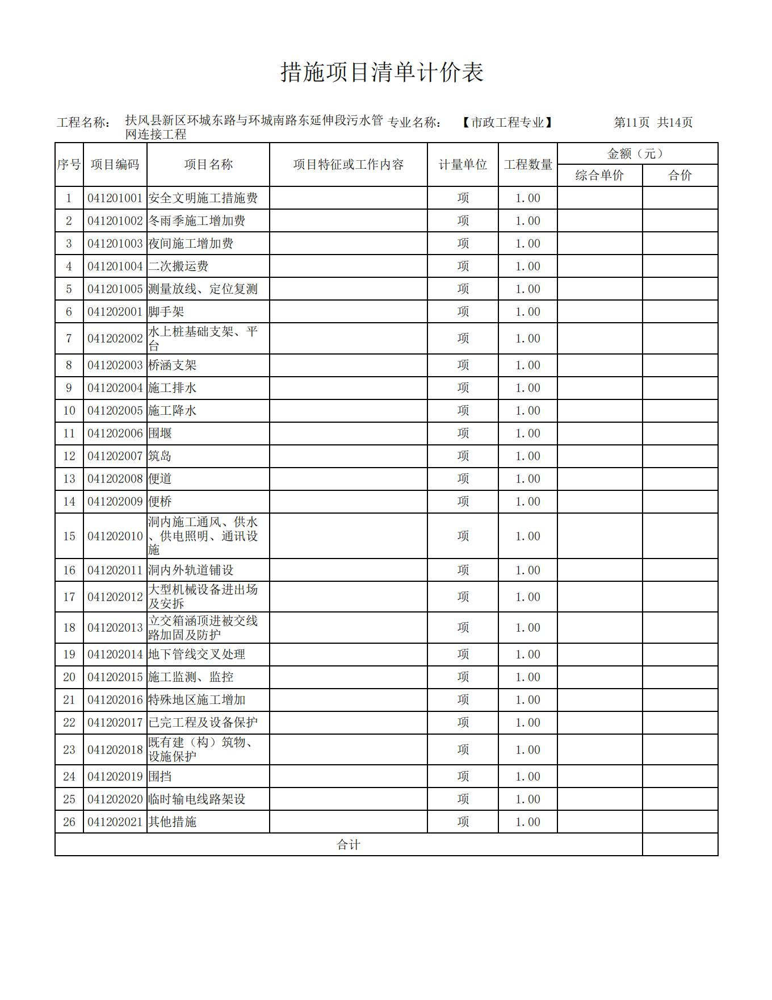 措施项目清单计价表
工程名称： 扶风县新区环城东路与环城南路东延伸段污水管 专业名称： 【市政工程专业】 第11页 共14页
网连接工程
序号 项目编码 项目名称 项目特征或工作内容 计量单位 工程数量 金额（元）
综合单价 合价
1 041201001 安全文明施工措施费 项 1.00
2 041201002 冬雨季施工增加费 项 1.00
3 041201003 夜间施工增加费 项 1.00
4 041201004 二次搬运费 项 1.00
5 041201005 测量放线、定位复测 项 1.00
6 041202001 脚手架 项 1.00
7 041202002 水上桩基础支架、平
台 项 1.00
8 041202003 桥涵支架 项 1.00
9 041202004 施工排水 项 1.00
10 041202005 施工降水 项 1.00
11 041202006 围堰 项 1.00
12 041202007 筑岛 项 1.00
13 041202008 便道 项 1.00
14 041202009 便桥 项 1.00
15 041202010 洞内施工通风、供水
、供电照明、通讯设
施 项 1.00
16 041202011 洞内外轨道铺设 项 1.00
17 041202012 大型机械设备进出场
及安拆 项 1.00
18 041202013 立交箱涵顶进被交线
路加固及防护 项 1.00
19 041202014 地下管线交叉处理 项 1.00
20 041202015 施工监测、监控 项 1.00
21 041202016 特殊地区施工增加 项 1.00
22 041202017 已完工程及设备保护 项 1.00
23 041202018 既有建（构）筑物、
设施保护 项 1.00
24 041202019 围挡 项 1.00
25 041202020 临时输电线路架设 项 1.00
26 041202021 其他措施 项 1.00
合计